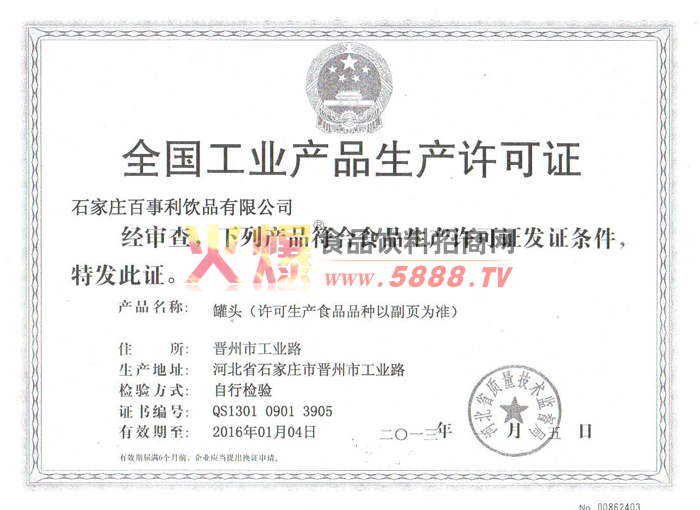 全国工业产品生产许可证
石家庄百事利饮品有限公司
经审查，下列产品符合食品生产许可证发证条件，
特发此证。
火爆®食品饮料招商网
www.5888.TV
产品名称： 罐头（许可生产食品品种以副页为准）
住 所： 晋州市工业路
生产地址： 河北省石家庄市晋州市工业路
检验方式： 自行检验
证书编号： QS1301 0901 3905
有效期至： 2016年01月04日
二〇一三年 一月五日
河北省质量技术监督局
有效期届满6个月前，企业应当提出换证申请。
No. 00862403